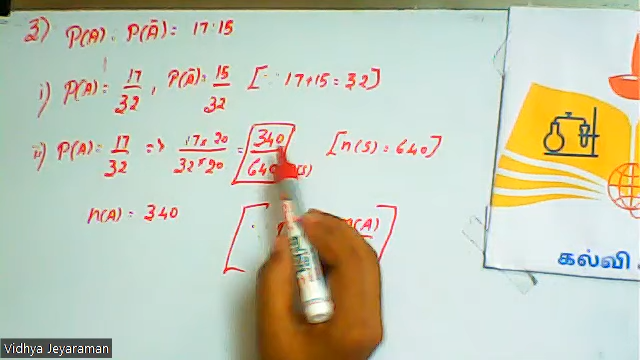 3) P(A) : P(Ā) = 17:15
i) P(A) = 17/32 , P(Ā) = 15/32 [∵ 17+15 = 32]
ii) P(A) = 17/32 => 17 × 20 / 32 × 20 = 340/640 [n(S) = 640]
n(A) = 340
(A)
கல்வி
Vidhya Jeyaraman